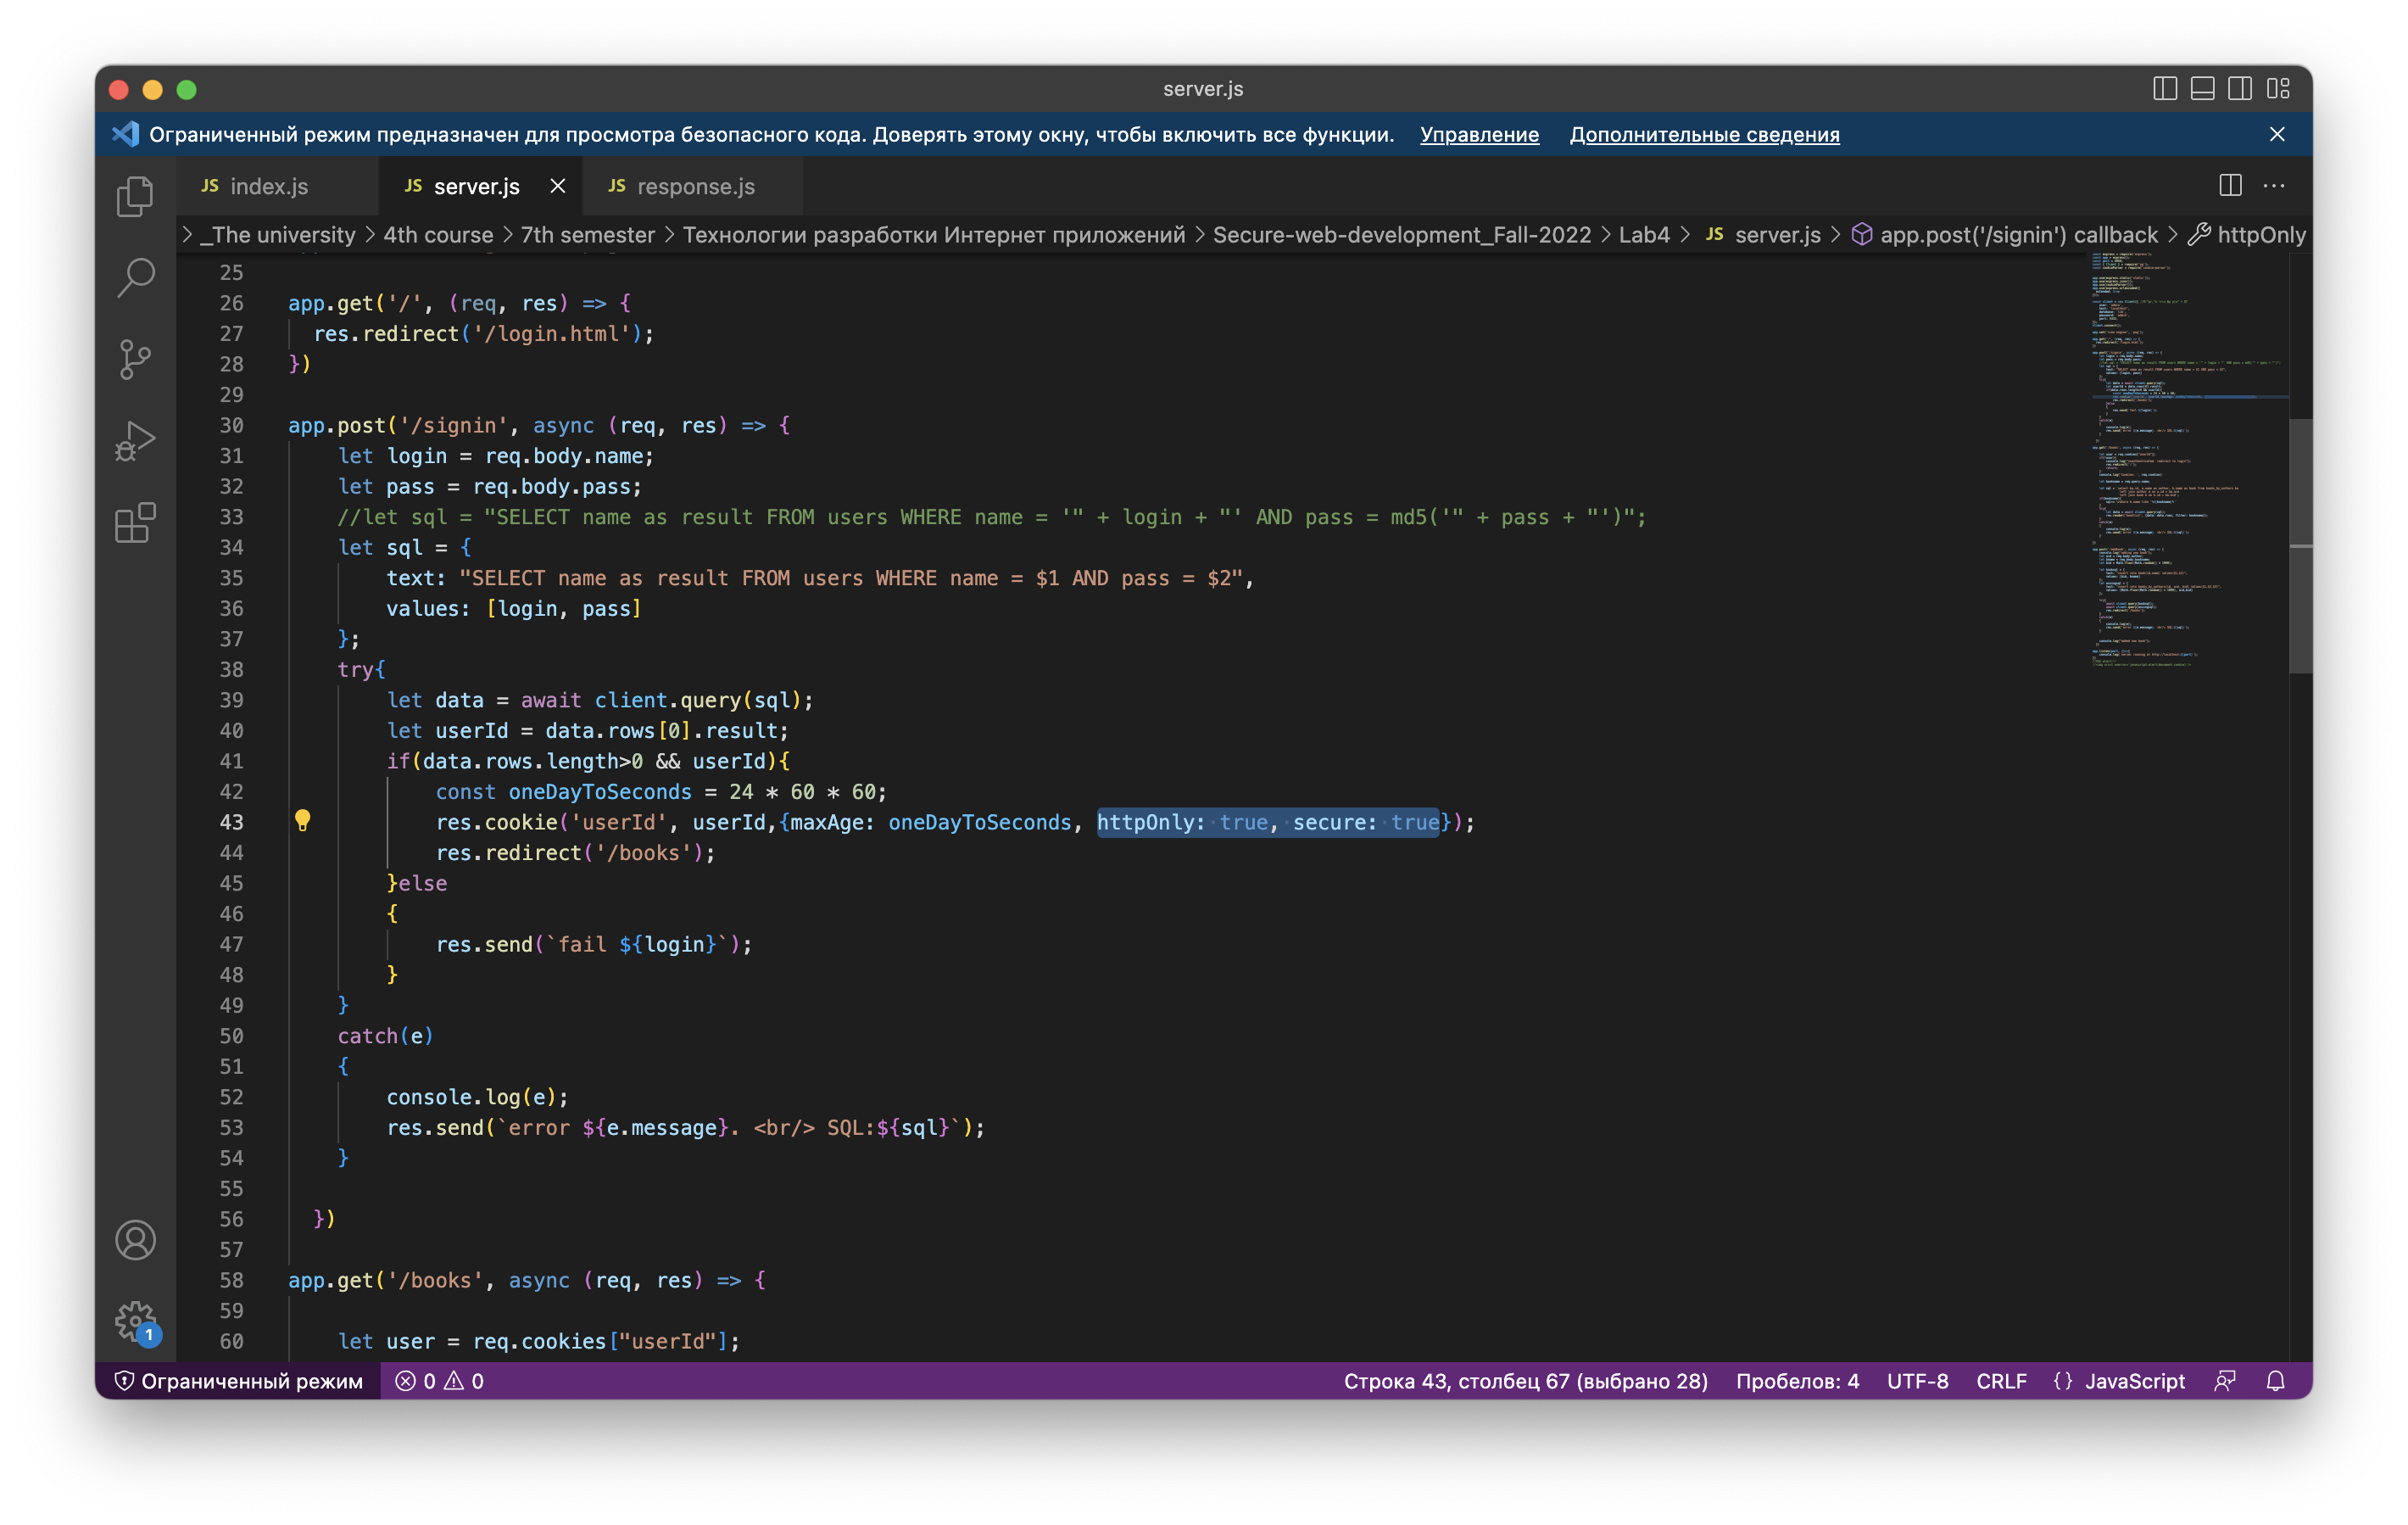 server.js
Ограниченный режим предназначен для просмотра безопасного кода. Доверять этому окну, чтобы включить все функции. Управление Дополнительные сведения
JS index.js JS server.js JS response.js
> _The university > 4th course > 7th semester > Технологии разработки Интернет приложений > Secure-web-development_Fall-2022 > Lab4 > JS server.js > app.post('/signin') callback > httpOnly
25
26 app.get('/', (req, res) => {
27 res.redirect('/login.html');
28 })
29
30 app.post('/signin', async (req, res) => {
31 let login = req.body.name;
32 let pass = req.body.pass;
33 //let sql = "SELECT name as result FROM users WHERE name = '" + login + "' AND pass = md5('" + pass + "')";
34 let sql = {
35 text: "SELECT name as result FROM users WHERE name = $1 AND pass = $2",
36 values: [login, pass]
37 };
38 try{
39 let data = await client.query(sql);
40 let userId = data.rows[0].result;
41 if(data.rows.length>0 && userId){
42 const oneDayToSeconds = 24 * 60 * 60;
43 res.cookie('userId', userId,{maxAge: oneDayToSeconds, httpOnly: true, secure: true});
44 res.redirect('/books');
45 }else
46 {
47 res.send(`fail ${login}`);
48 }
49 }
50 catch(e)
51 {
52 console.log(e);
53 res.send(`error ${e.message}. <br/> SQL:${sql}`);
54 }
55
56 })
57
58 app.get('/books', async (req, res) => {
59
60 let user = req.cookies["userId"];
1
Ограниченный режим 0 0 Строка 43, столбец 67 (выбрано 28) Пробелов: 4 UTF-8 CRLF {} JavaScript